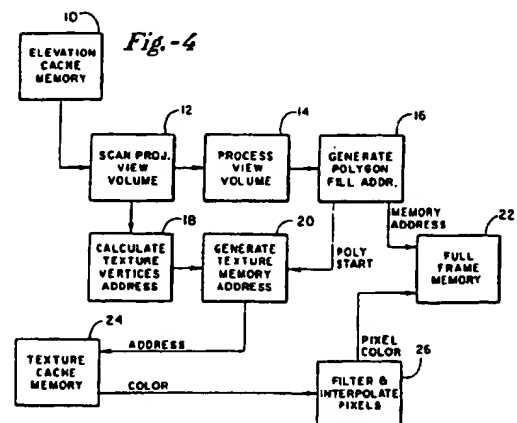 10
Fig.-4
ELEVATION
CACHE
MEMORY
12
14
16
SCAN PROJ.
VIEW
VOLUME
PROCESS
VIEW
VOLUME
GENERATE
POLYGON
FILL ADDR.
MEMORY
ADDRESS
22
18
20
CALCULATE
TEXTURE
VERTICES
ADDRESS
GENERATE
TEXTURE
MEMORY
ADDRESS
POLY
START
FULL
FRAME
MEMORY
24
ADDRESS
PIXEL
COLOR
26
TEXTURE
CACHE
MEMORY
COLOR
FILTER &
INTERPOLATE
PIXELS